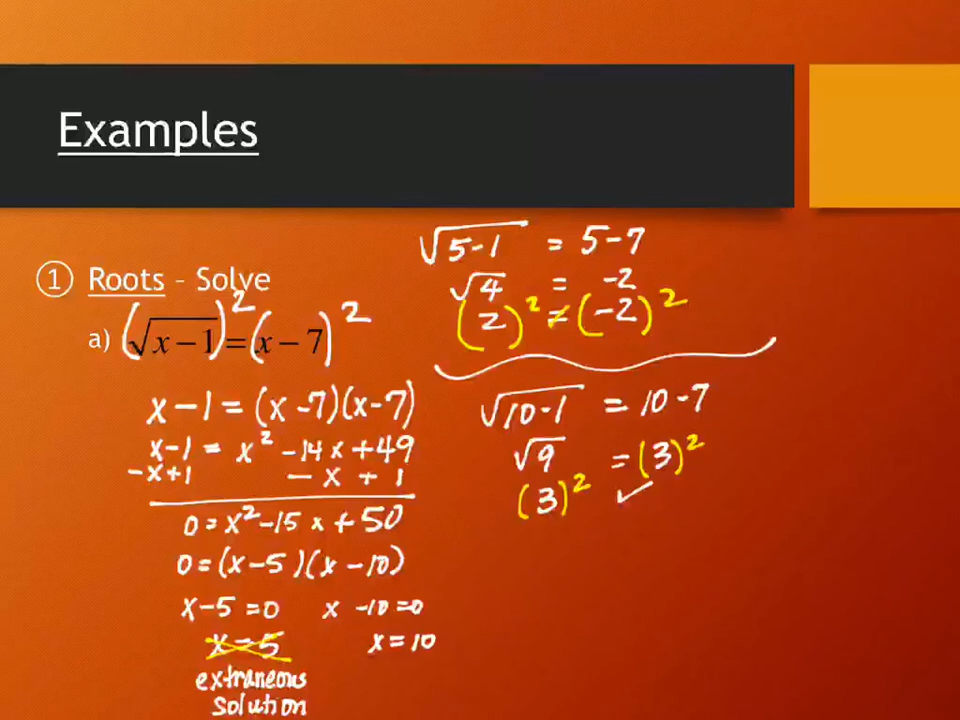 Examples
① Roots – Solve
a) (√(x − 1))² = (x − 7)²
x − 1 = (x − 7)(x − 7)
x − 1 = x² − 14x + 49
−x + 1 − x + 1
0 = x² − 15x + 50
0 = (x − 5)(x − 10)
x − 5 = 0 x − 10 = 0
x = 5 x = 10
extraneous
solution
√(5 − 1) = 5 − 7
√4 = −2
(2)² ≠ (−2)²
√(10 − 1) = 10 − 7
√9 = (3)²
(3)² ✓